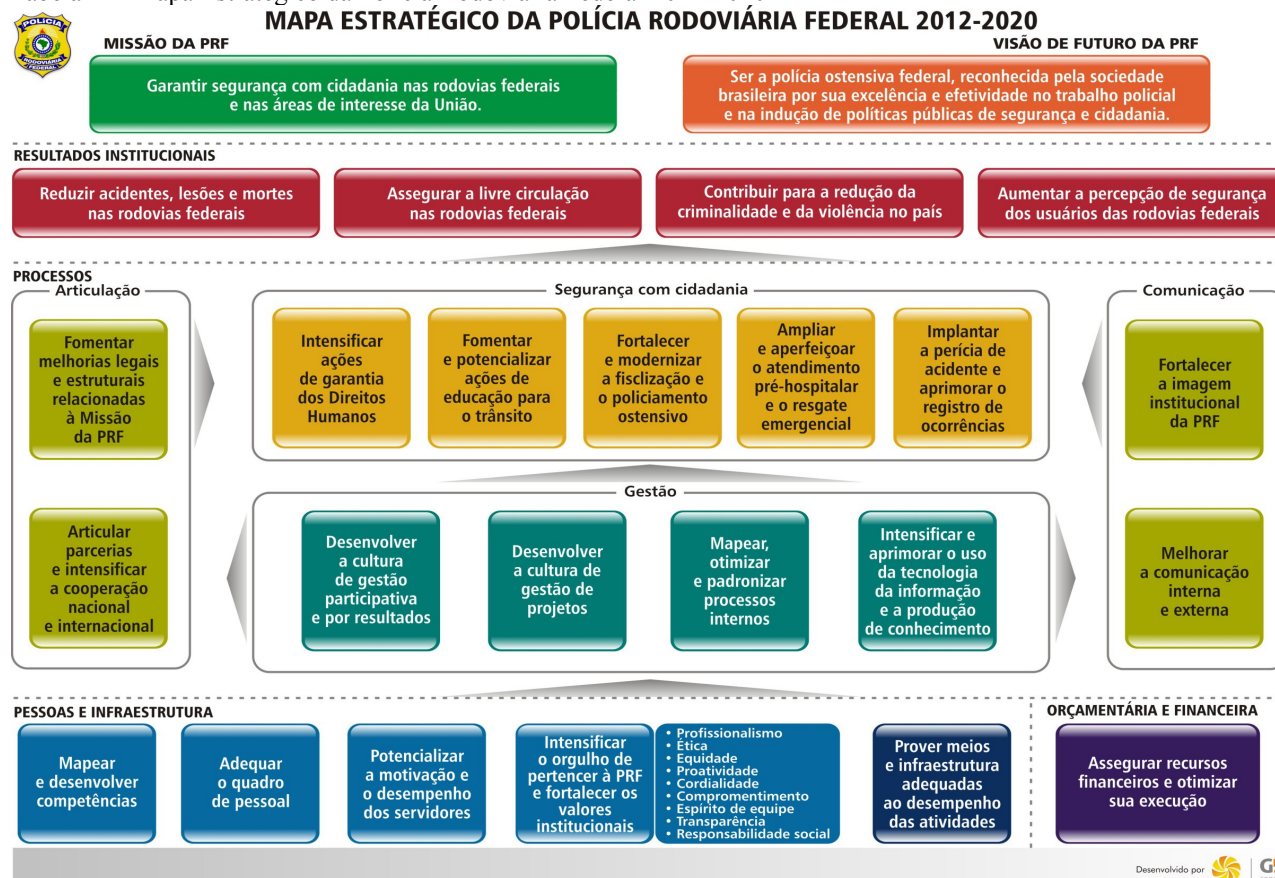 MAPA ESTRATÉGICO DA POLÍCIA RODOVIÁRIA FEDERAL 2012-2020
POLÍCIA
RODOVIÁRIA
FEDERAL
MISSÃO DA PRF
Garantir segurança com cidadania nas rodovias federais
e nas áreas de interesse da União.
VISÃO DE FUTURO DA PRF
Ser a polícia ostensiva federal, reconhecida pela sociedade
brasileira por sua excelência e efetividade no trabalho policial
e na indução de políticas públicas de segurança e cidadania.
RESULTADOS INSTITUCIONAIS
Reduzir acidentes, lesões e mortes
nas rodovias federais
Assegurar a livre circulação
nas rodovias federais
Contribuir para a redução da
criminalidade e da violência no país
Aumentar a percepção de segurança
dos usuários das rodovias federais
PROCESSOS
Articulação
Fomentar
melhorias legais
e estruturais
relacionadas
à Missão
da PRF
Articular
parcerias
e intensificar
a cooperação
nacional
e internacional
Segurança com cidadania
Intensificar
ações
de garantia
dos Direitos
Humanos
Fomentar
e potencializar
ações de
educação para
o trânsito
Fortalecer
e modernizar
a fisclização e
o policiamento
ostensivo
Ampliar
e aperfeiçoar
o atendimento
pré-hospitalar
e o resgate
emergencial
Implantar
a perícia de
acidente e
aprimorar o
registro de
ocorrências
Gestão
Desenvolver
a cultura
de gestão
participativa
e por resultados
Desenvolver
a cultura de
gestão de
projetos
Mapear,
otimizar
e padronizar
processos
internos
Intensificar e
aprimorar o uso
da tecnologia
da informação
e a produção
de conhecimento
Comunicação
Fortalecer
a imagem
institucional
da PRF
Melhorar
a comunicação
interna
e externa
PESSOAS E INFRAESTRUTURA
Mapear
e desenvolver
competências
Adequar
o quadro
de pessoal
Potencializar
a motivação e
o desempenho
dos servidores
Intensificar
o orgulho de
pertencer à PRF
e fortalecer os
valores
institucionais
• Profissionalismo
• Ética
• Equidade
• Proatividade
• Cordialidade
• Compromentimento
• Espírito de equipe
• Transparência
• Responsabilidade social
Prover meios
e infraestrutura
adequadas
ao desempenho
das atividades
ORÇAMENTÁRIA E FINANCEIRA
Assegurar recursos
financeiros e otimizar
sua execução
Desenvolvido por